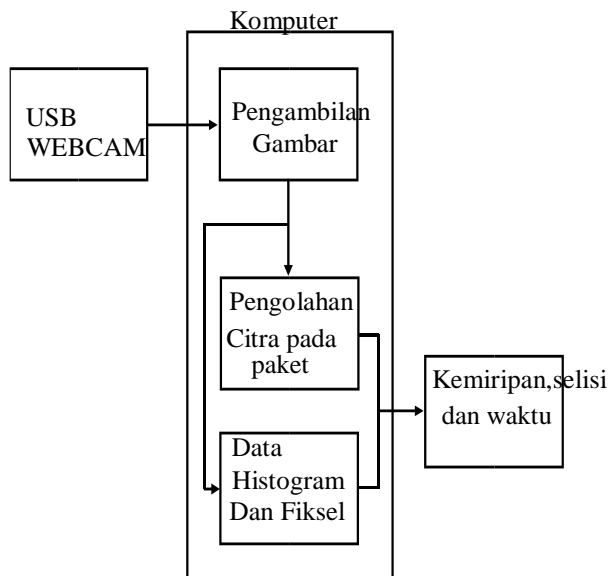 Komputer
USB
WEBCAM
Pengambilan
Gambar
Pengolahan
Citra pada
paket
Data
Histogram
Dan Fiksel
Kemiripan,selisi
dan waktu